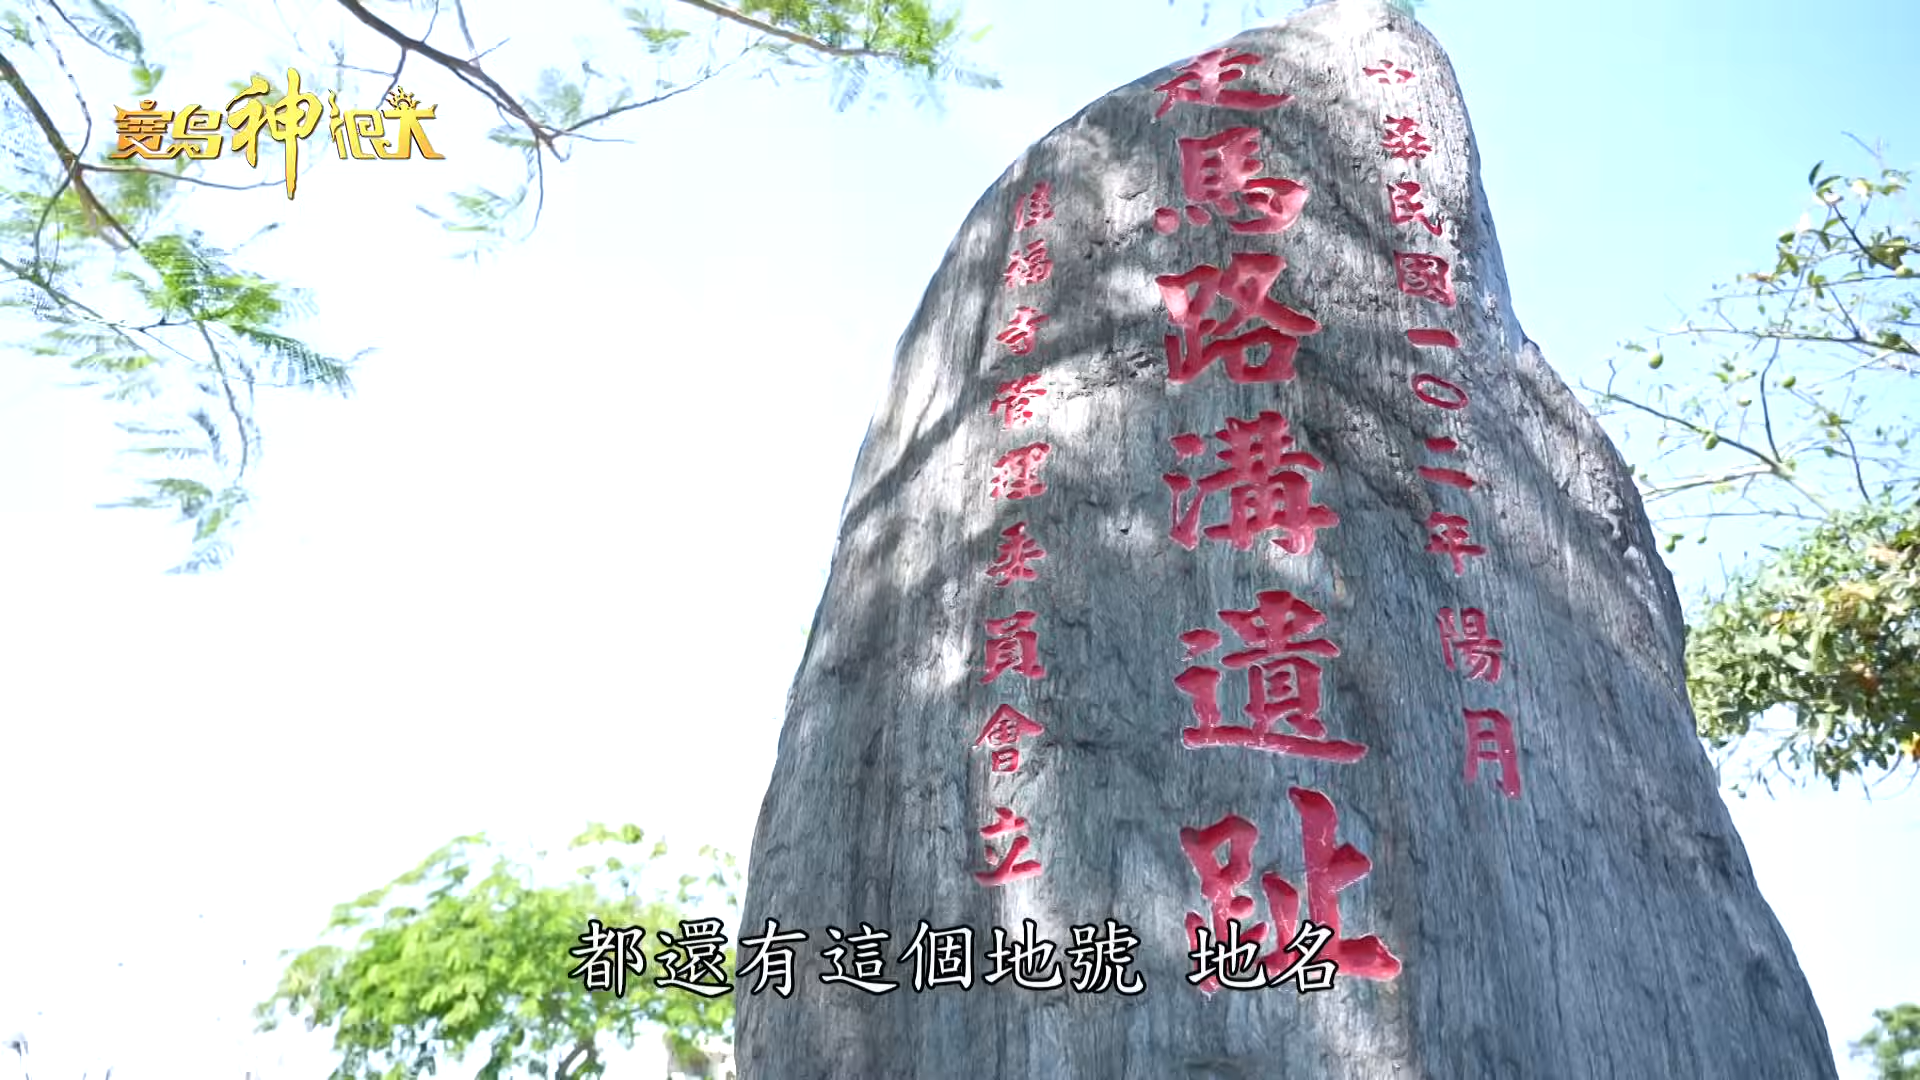 寶島神很大
中華民國一〇二年陽月
走馬路溝遺趾
佳福寺管理委員會立
都還有這個地號 地名